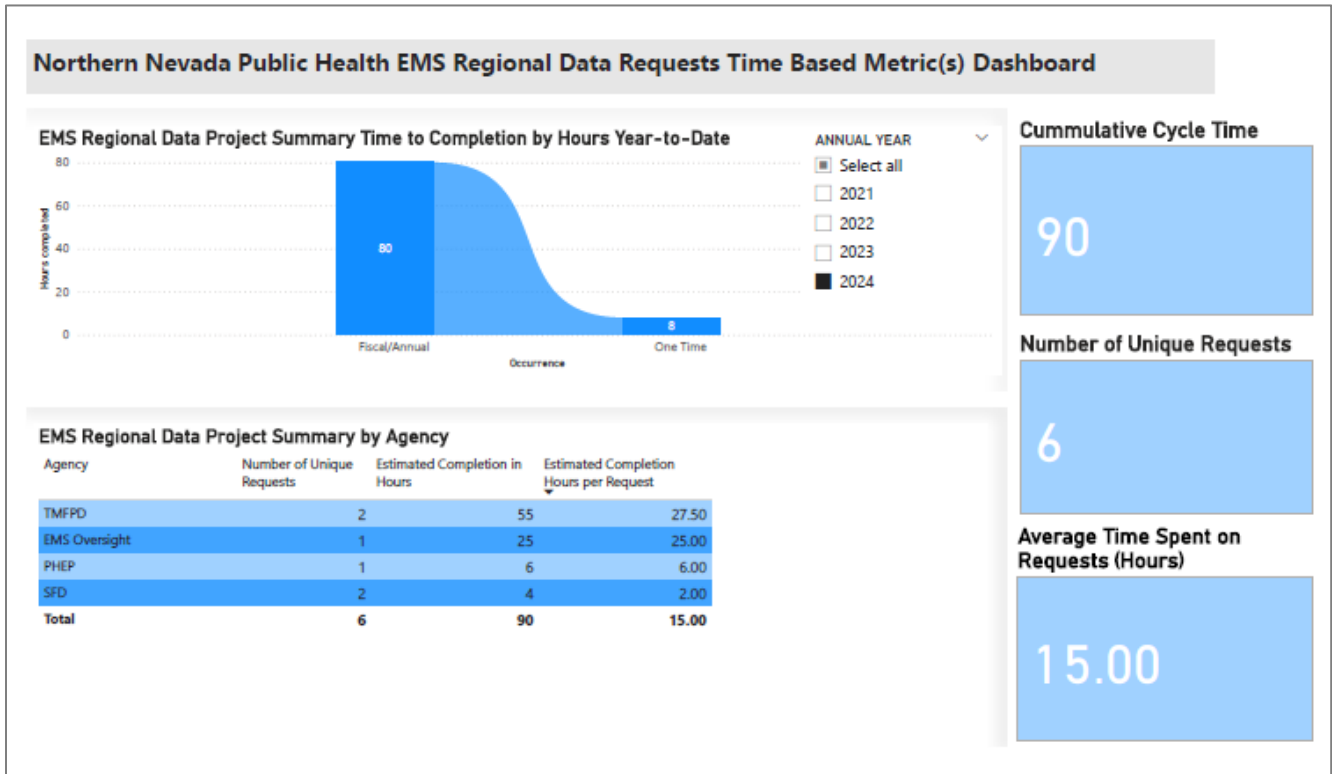 Northern Nevada Public Health EMS Regional Data Requests Time Based Metric(s) Dashboard
EMS Regional Data Project Summary Time to Completion by Hours Year-to-Date
80
60
40
20
0
Hours completed
80
8
Fiscal/Annual
One Time
Occurrence
ANNUAL YEAR
Select all
2021
2022
2023
2024
Cummulative Cycle Time
90
Number of Unique Requests
6
Average Time Spent on
Requests (Hours)
15.00
EMS Regional Data Project Summary by Agency
Agency Number of Unique Requests Estimated Completion in Hours Estimated Completion Hours per Request
TMFPD 2 55 27.50
EMS Oversight 1 25 25.00
PHEP 1 6 6.00
SFD 2 4 2.00
Total 6 90 15.00